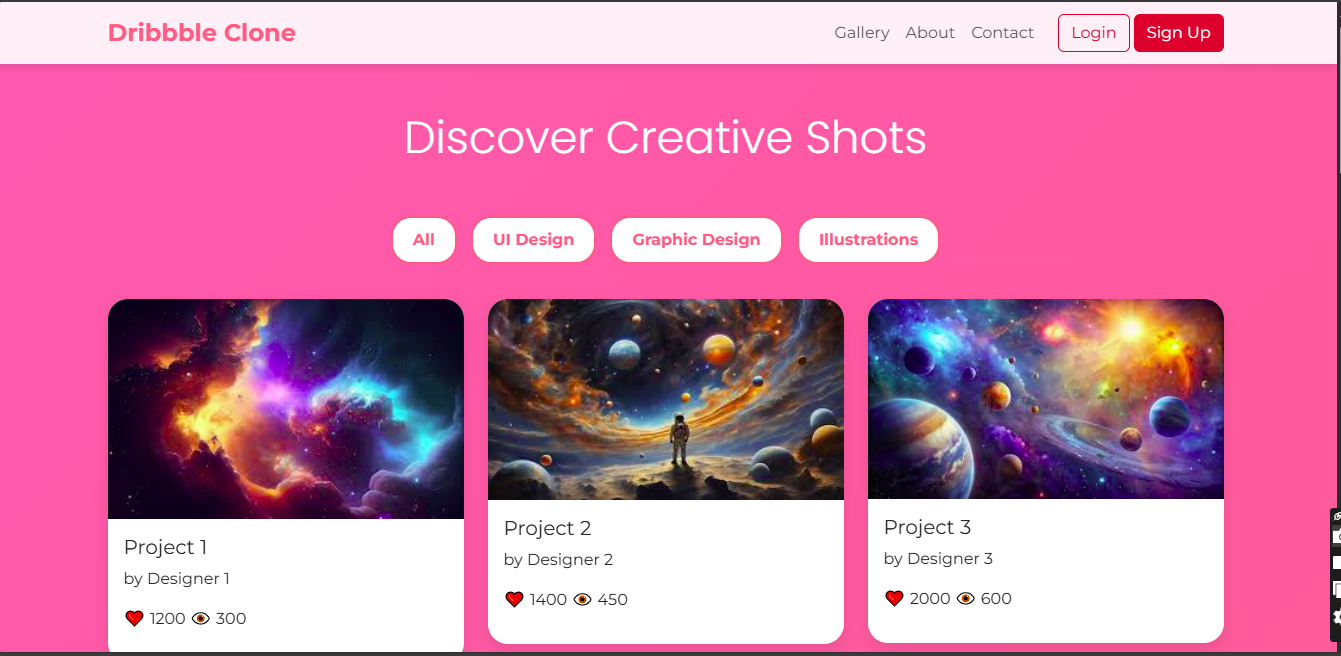 Dribbble Clone
Gallery About Contact Login Sign Up
Discover Creative Shots
All UI Design Graphic Design Illustrations
Project 1
by Designer 1
1200 300
Project 2
by Designer 2
1400 450
Project 3
by Designer 3
2000 600